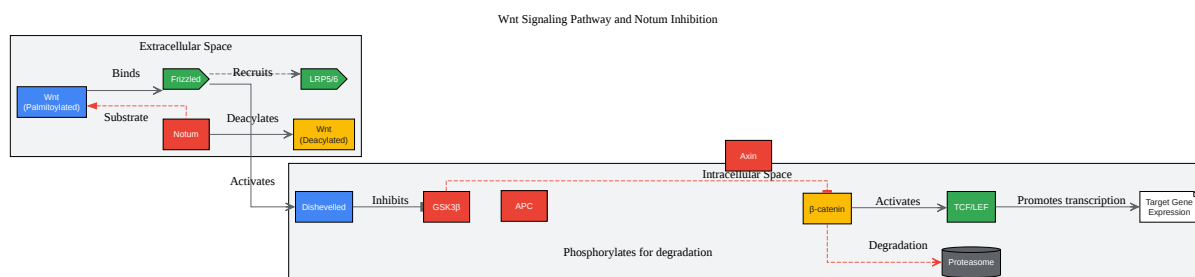 Wnt Signaling Pathway and Notum Inhibition
Extracellular Space
Binds
Frizzled
Recruits
LRP5/6
Wnt
(Palmitoylated)
Substrate
Notum
Deacylates
Wnt
(Deacylated)
Axin
Intracellular Space
Activates
Dishevelled
Inhibits
GSK3β
APC
β-catenin
Activates
TCF/LEF
Promotes transcription
Target Gene
Expression
Phosphorylates for degradation
Degradation
Proteasome